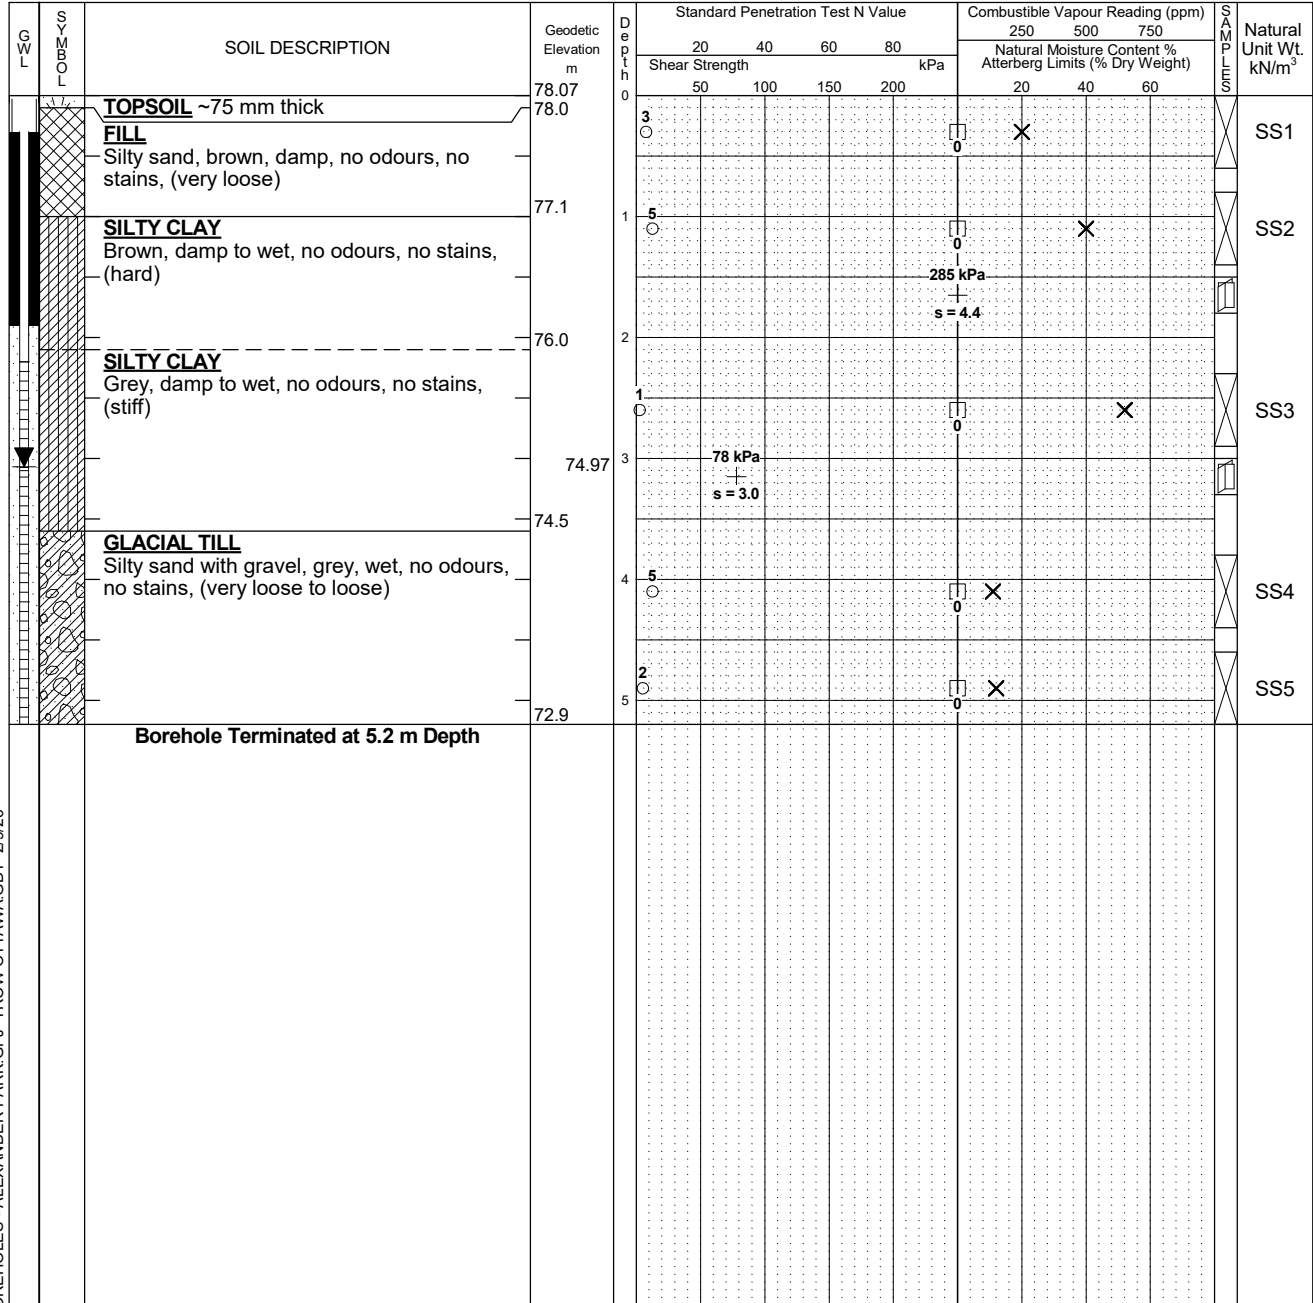 GWL
SYMBOL
SOIL DESCRIPTION
Geodetic
Elevation
m
78.07
Depth
Standard Penetration Test N Value
20 40 60 80
Shear Strength kPa
50 100 150 200
Combustible Vapour Reading (ppm)
250 500 750
Natural Moisture Content %
Atterberg Limits (% Dry Weight)
20 40 60
SAMPLES
Natural
Unit Wt.
kN/m³
0
TOPSOIL ~75 mm thick
78.0
FILL
Silty sand, brown, damp, no odours, no
stains, (very loose)
3
0
SS1
77.1
1
SILTY CLAY
Brown, damp to wet, no odours, no stains,
(hard)
5
0
SS2
285 kPa
s = 4.4
76.0
2
SILTY CLAY
Grey, damp to wet, no odours, no stains,
(stiff)
1
0
SS3
74.97
3
78 kPa
s = 3.0
74.5
GLACIAL TILL
Silty sand with gravel, grey, wet, no odours,
no stains, (very loose to loose)
4
5
0
SS4
2
0
SS5
5
72.9
Borehole Terminated at 5.2 m Depth